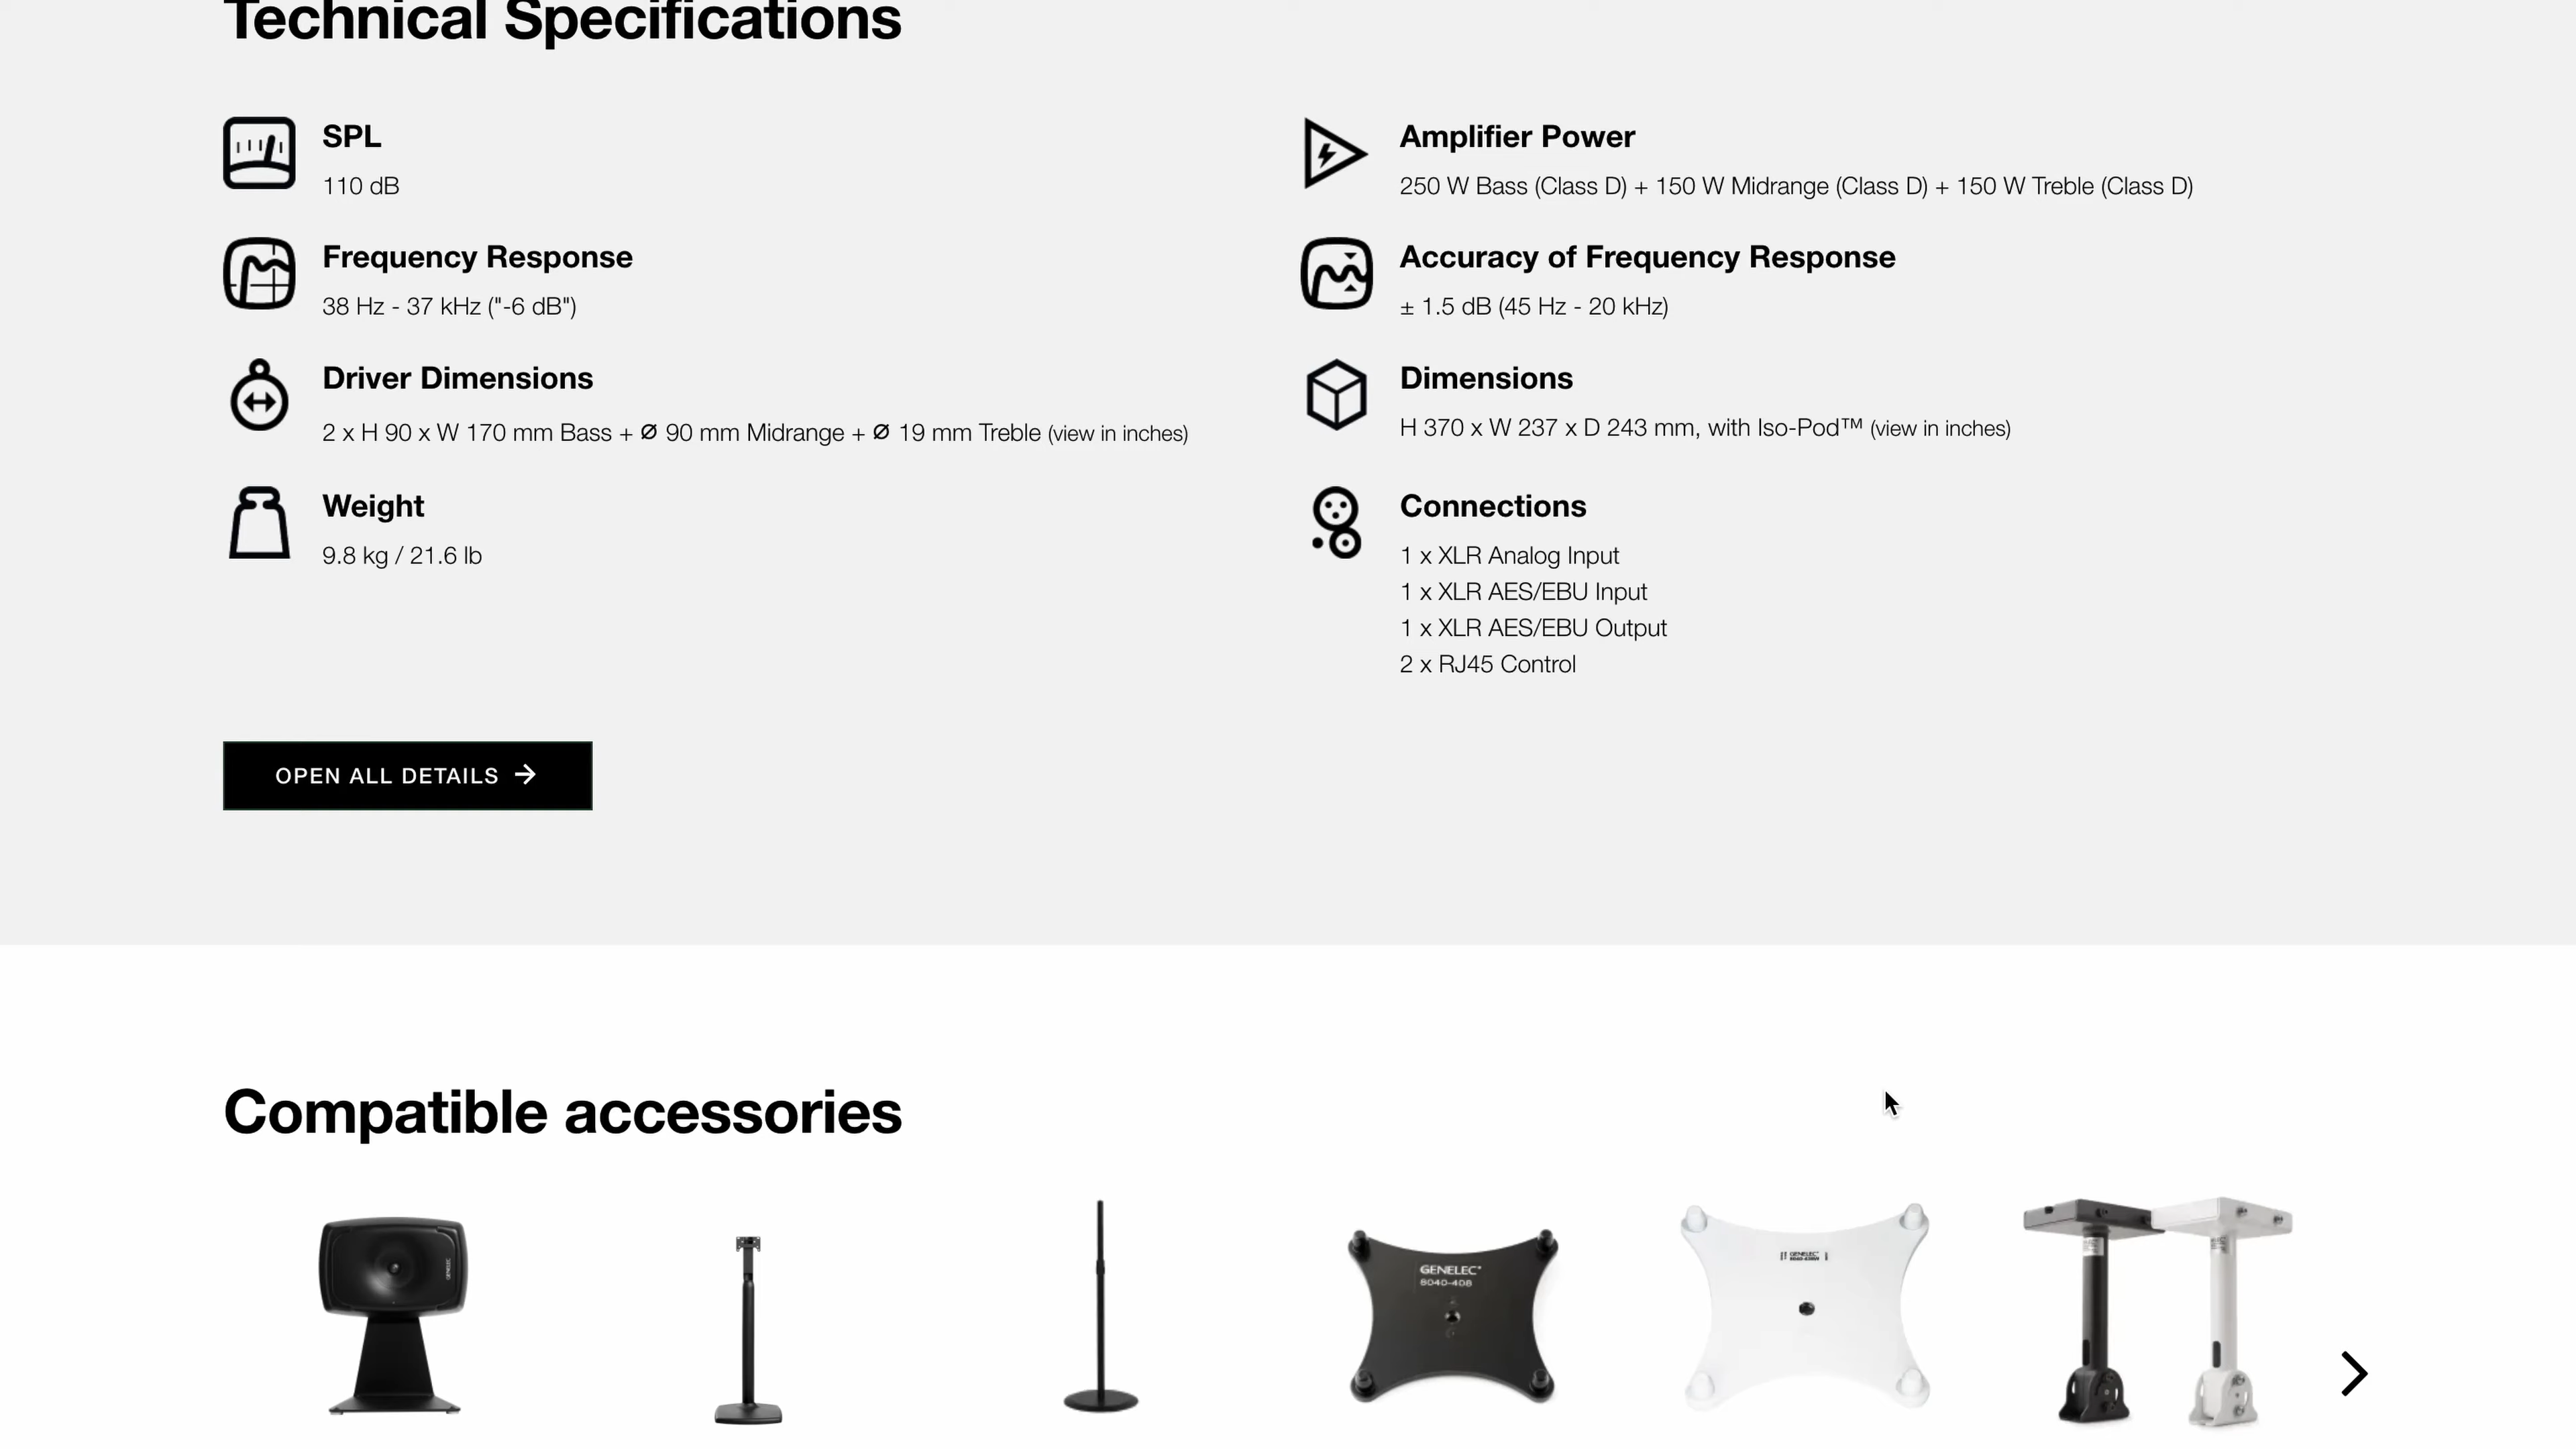 Technical Specifications
SPL
110 dB
Amplifier Power
250 W Bass (Class D) + 150 W Midrange (Class D) + 150 W Treble (Class D)
Frequency Response
38 Hz - 37 kHz ("-6 dB")
Accuracy of Frequency Response
± 1.5 dB (45 Hz - 20 kHz)
Driver Dimensions
2 x H 90 x W 170 mm Bass + Ø 90 mm Midrange + Ø 19 mm Treble (view in inches)
Dimensions
H 370 x W 237 x D 243 mm, with Iso-Pod™ (view in inches)
Weight
9.8 kg / 21.6 lb
Connections
1 x XLR Analog Input
1 x XLR AES/EBU Input
1 x XLR AES/EBU Output
2 x RJ45 Control
OPEN ALL DETAILS →
Compatible accessories
GENELEC
GENELEC
8040-408
GENELEC